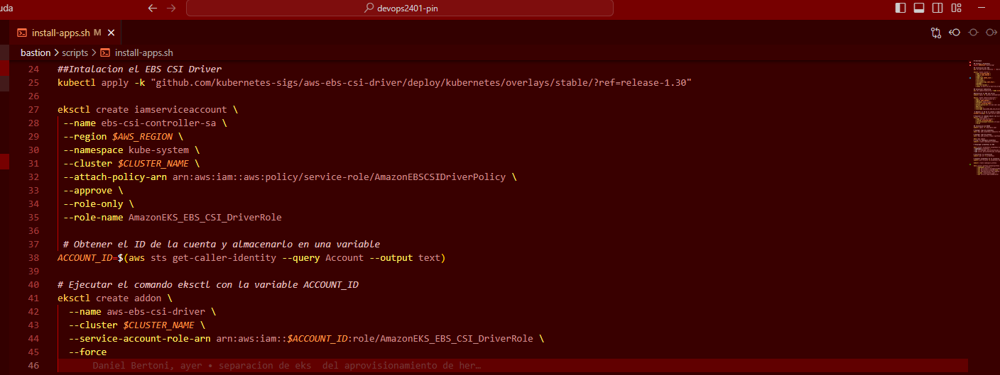 uda
devops2401-pin
install-apps.sh M
bastion > scripts > install-apps.sh
24 ##Intalacion el EBS CSI Driver
25 kubectl apply -k "github.com/kubernetes-sigs/aws-ebs-csi-driver/deploy/kubernetes/overlays/stable/?ref=release-1.30"
26
27 eksctl create iamserviceaccount \
28 --name ebs-csi-controller-sa \
29 --region $AWS_REGION \
30 --namespace kube-system \
31 --cluster $CLUSTER_NAME \
32 --attach-policy-arn arn:aws:iam::aws:policy/service-role/AmazonEBSCSIDriverPolicy \
33 --approve \
34 --role-only \
35 --role-name AmazonEKS_EBS_CSI_DriverRole
36
37 # Obtener el ID de la cuenta y almacenarlo en una variable
38 ACCOUNT_ID=$(aws sts get-caller-identity --query Account --output text)
39
40 # Ejecutar el comando eksctl con la variable ACCOUNT_ID
41 eksctl create addon \
42 --name aws-ebs-csi-driver \
43 --cluster $CLUSTER_NAME \
44 --service-account-role-arn arn:aws:iam::$ACCOUNT_ID:role/AmazonEKS_EBS_CSI_DriverRole \
45 --force
46 Daniel Bertoni, ayer • separacion de eks  del aprovisionamiento de her…